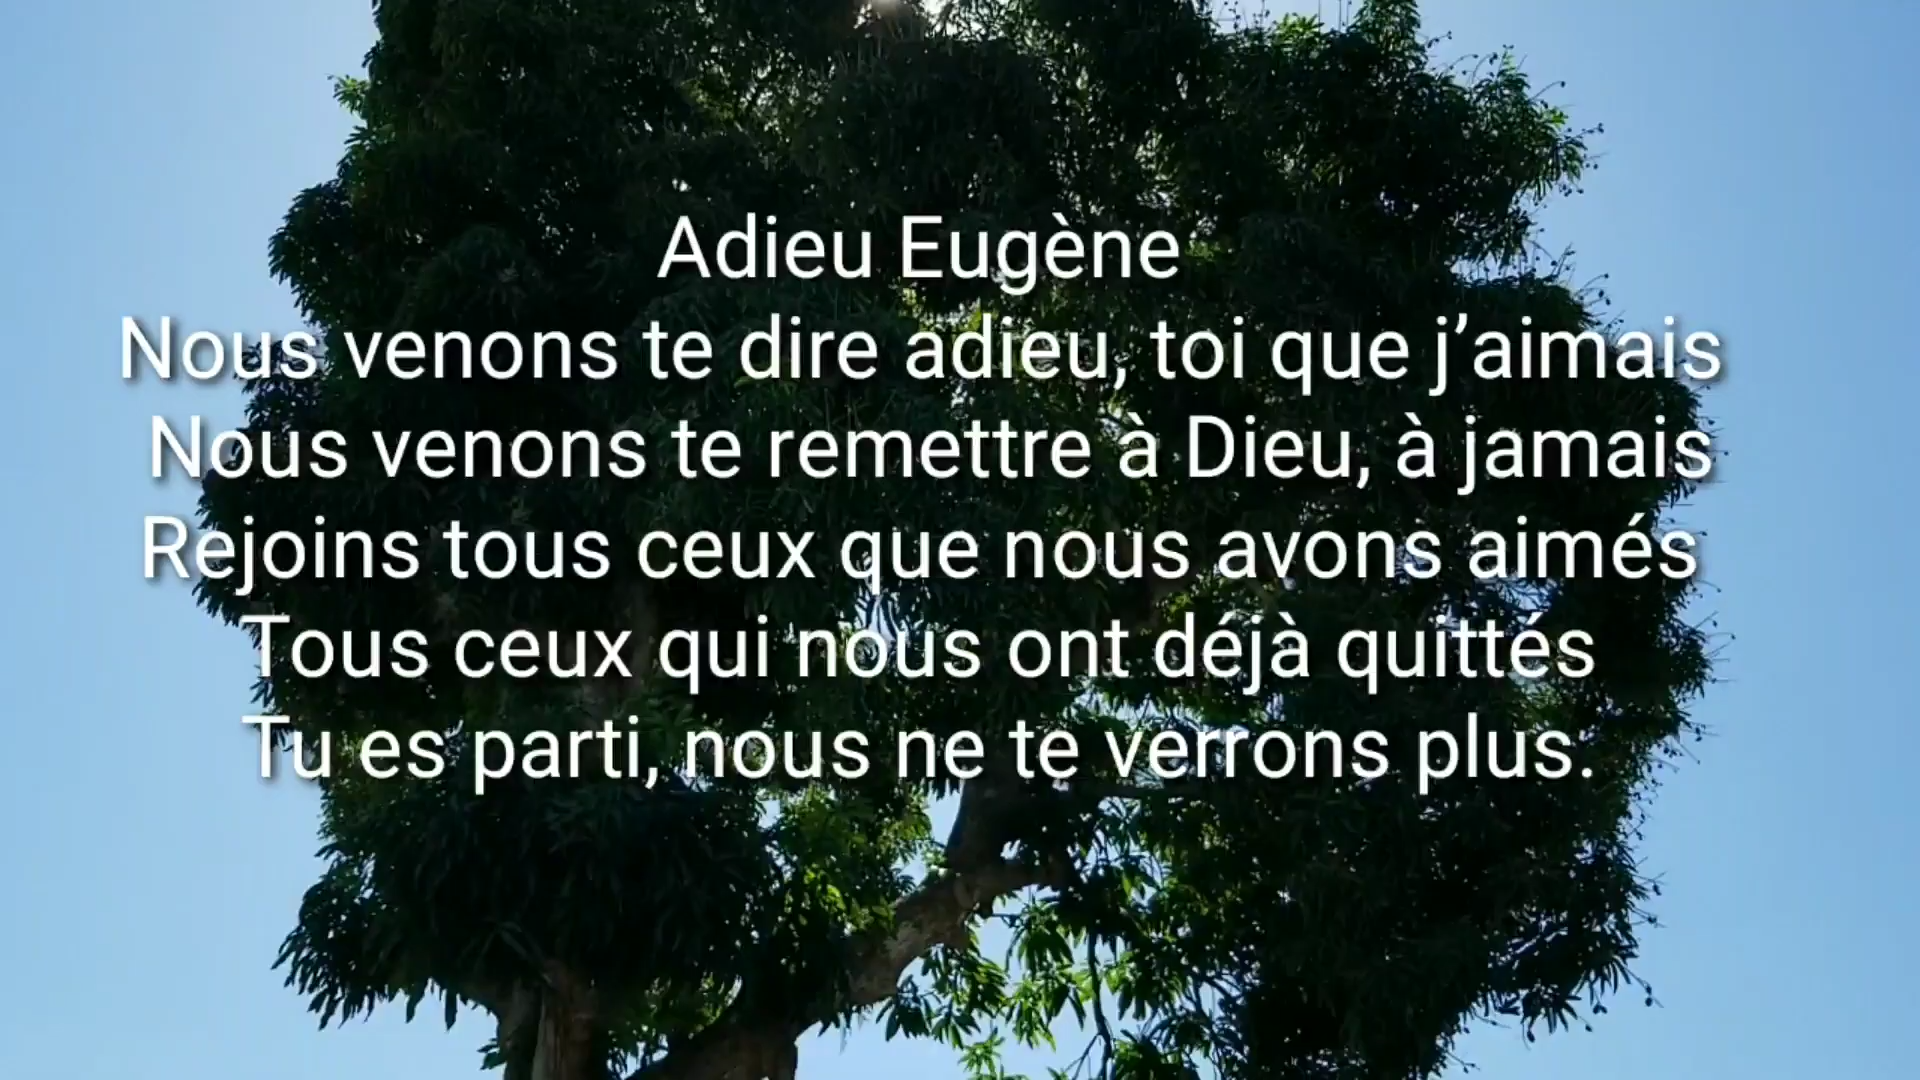 Adieu Eugène
Nous venons te dire adieu, toi que j’aimais
Nous venons te remettre à Dieu, à jamais
Rejoins tous ceux que nous avons aimés
Tous ceux qui nous ont déjà quittés
Tu es parti, nous ne te verrons plus.